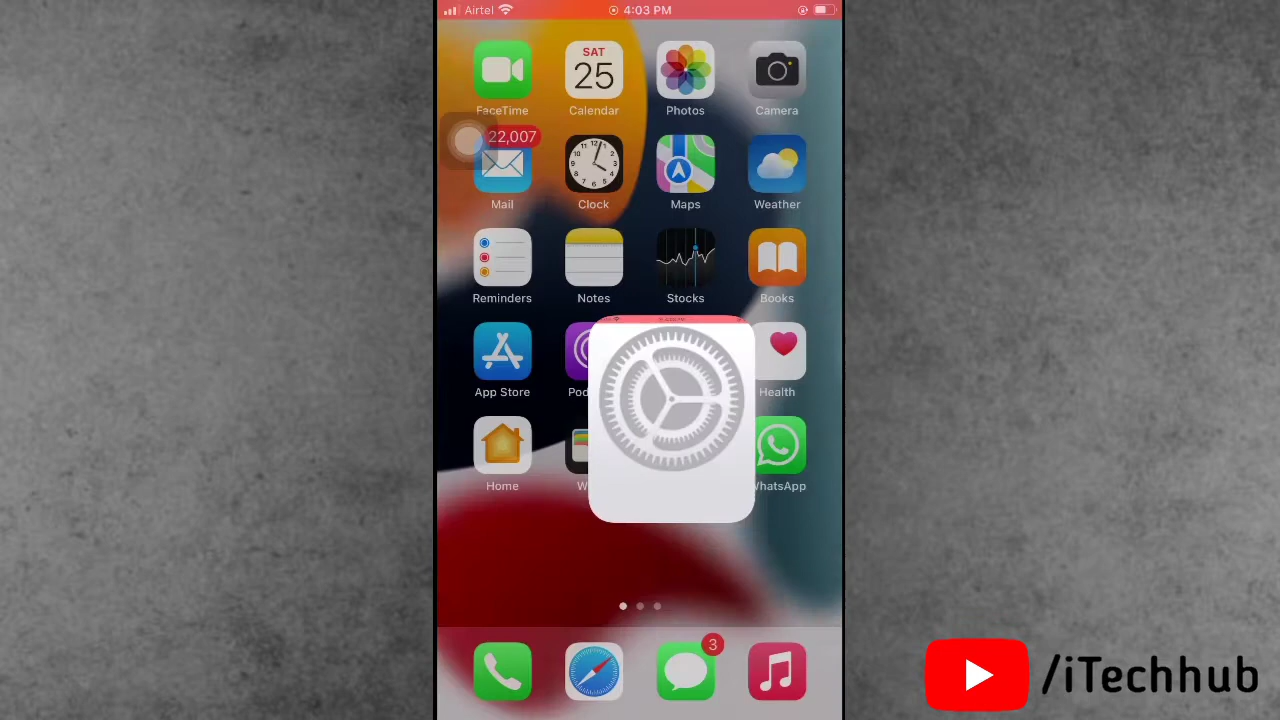 Airtel 4:03 PM
SAT
25
FaceTime Calendar Photos Camera
22,007
12
Mail Clock Maps Weather
Reminders Notes Stocks Books
App Store Health
Home WhatsApp
3
/iTechhub